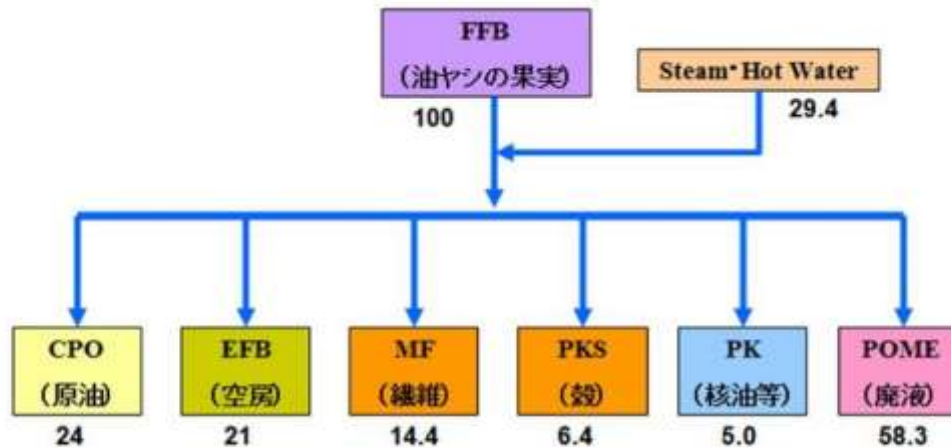 FFB
(油ヤシの果実)
Steam・Hot Water
100
29.4
CPO
(原油)
EFB
(空房)
MF
(繊維)
PKS
(殻)
PK
(核油等)
POME
(廃液)
24
21
14.4
6.4
5.0
58.3